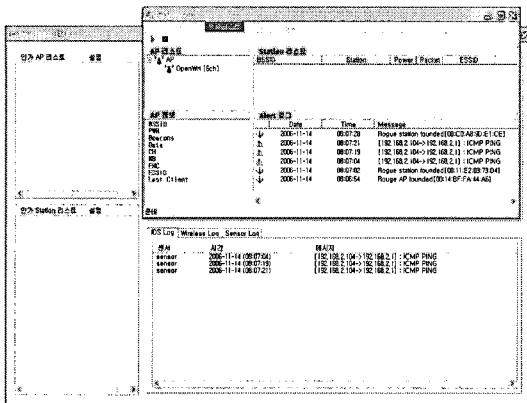 AP 리스트
AP
OpenWrt [6ch]
Station 리스트
BSSID Station Power Packet ESSID
인가 AP 리스트 설명
AP 정보
BSSID
PWR
Beacons
Data
CH
MB
ENC
ESSID
Last Client
Alert 로그
Date Time Message
2006-11-14 08:07:28 Rogue station founded[00:C0:A8:9D:E1:CE]
2006-11-14 08:07:21 [192,168,2,104->192,168,2,1] : ICMP PING
2006-11-14 08:07:19 [192,168,2,104->192,168,2,1] : ICMP PING
2006-11-14 08:07:04 [192,168,2,104->192,168,2,1] : ICMP PING
2006-11-14 08:07:02 Rogue station founded[00:11:E2:03:73:D4]
2006-11-14 08:06:54 Rouge AP founded[00:14:BF:FA:44:A6]
준비
인가 Station 리스트 설명
IDS Log Wireless Log Sensor List
센서 시간 메시지
sensor 2006-11-14 (08:07:04) [192,168,2,104->192,168,2,1] : ICMP PING
sensor 2006-11-14 (08:07:19) [192,168,2,104->192,168,2,1] : ICMP PING
sensor 2006-11-14 (08:07:21) [192,168,2,104->192,168,2,1] : ICMP PING